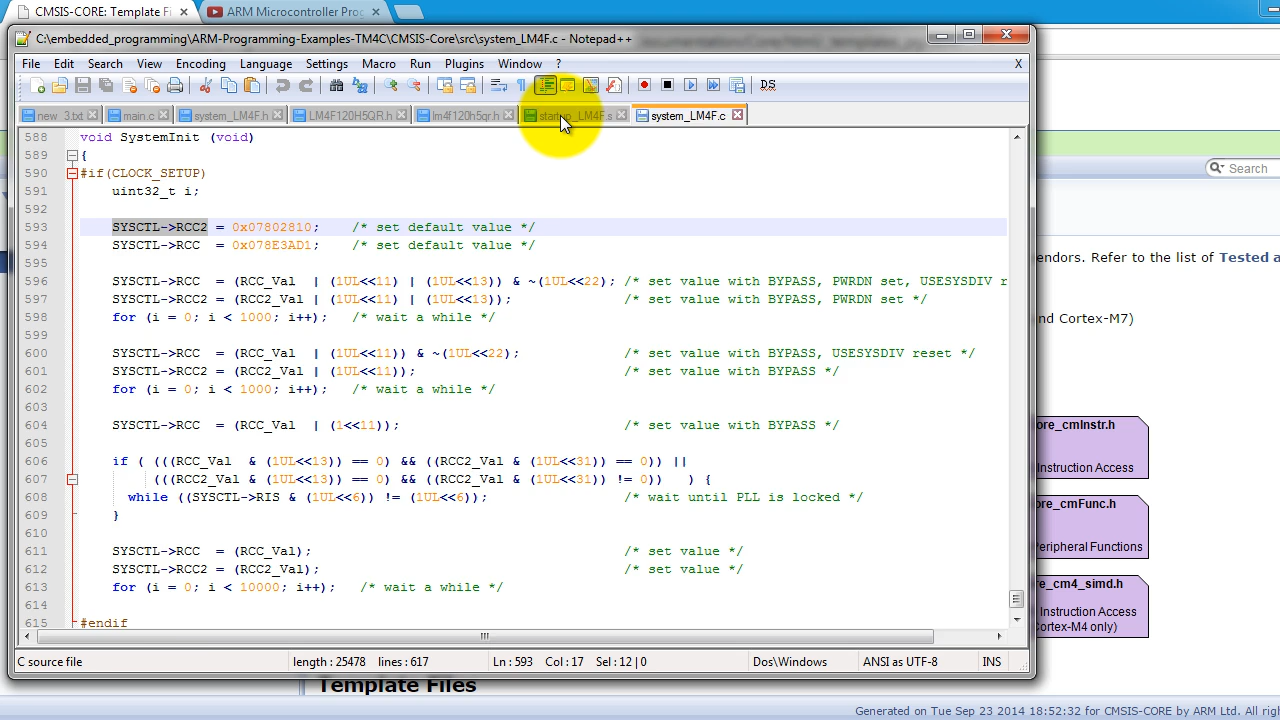 CMSIS-CORE: Template Fi
ARM Microcontroller Proc
C:\embedded_programming\ARM-Programming-Examples-TM4C\CMSIS-Core\src\system_LM4F.c - Notepad++
File Edit Search View Encoding Language Settings Macro Run Plugins Window ? X
new 3.txt main.c system_LM4F.h LM4F120H5QR.h lm4f120h5qr.h startup_LM4F.s system_LM4F.c
588 void SystemInit (void)
589 {
590 #if(CLOCK_SETUP)
591 uint32_t i;
592
593 SYSCTL->RCC2 = 0x07802810; /* set default value */
594 SYSCTL->RCC = 0x078E3AD1; /* set default value */
595
596 SYSCTL->RCC = (RCC_Val | (1UL<<11) | (1UL<<13)) & ~(1UL<<22); /* set value with BYPASS, PWRDN set, USESYSDIV r
597 SYSCTL->RCC2 = (RCC2_Val | (1UL<<11) | (1UL<<13)); /* set value with BYPASS, PWRDN set */
598 for (i = 0; i < 1000; i++); /* wait a while */
599
600 SYSCTL->RCC = (RCC_Val | (1UL<<11)) & ~(1UL<<22); /* set value with BYPASS, USESYSDIV reset */
601 SYSCTL->RCC2 = (RCC2_Val | (1UL<<11)); /* set value with BYPASS */
602 for (i = 0; i < 1000; i++); /* wait a while */
603
604 SYSCTL->RCC = (RCC_Val | (1<<11)); /* set value with BYPASS */
605
606 if ( (((RCC_Val & (1UL<<13)) == 0) && ((RCC2_Val & (1UL<<31)) == 0)) ||
607 (((RCC2_Val & (1UL<<13)) == 0) && ((RCC2_Val & (1UL<<31)) != 0)) ) {
608 while ((SYSCTL->RIS & (1UL<<6)) != (1UL<<6)); /* wait until PLL is locked */
609 }
610
611 SYSCTL->RCC = (RCC_Val); /* set value */
612 SYSCTL->RCC2 = (RCC2_Val); /* set value */
613 for (i = 0; i < 10000; i++); /* wait a while */
614
615 #endif
C source file length : 25478 lines : 617 Ln : 593 Col : 17 Sel : 12 | 0 Dos\Windows ANSI as UTF-8 INS
Search
endors. Refer to the list of Tested a
nd Cortex-M7)
ore_cmInstr.h
Instruction Access
ore_cmFunc.h
eripheral Functions
re_cm4_simd.h
Instruction Access
ortex-M4 only)
Template Files
Generated on Tue Sep 23 2014 18:52:32 for CMSIS-CORE by ARM Ltd. All righ